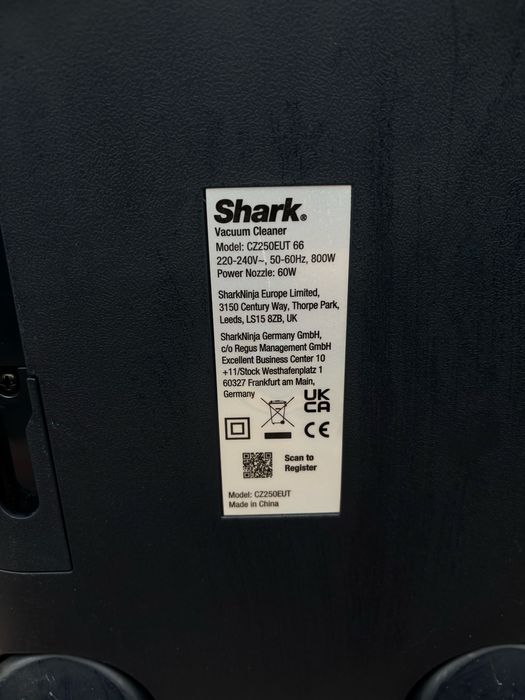 Shark®
Vacuum Cleaner
Model: CZ250EUT 66
220-240V~, 50-60Hz, 800W
Power Nozzle: 60W
SharkNinja Europe Limited,
3150 Century Way, Thorpe Park,
Leeds, LS15 8ZB, UK
SharkNinja Germany GmbH,
c/o Regus Management GmbH
Excellent Business Center 10
+11/Stock Westhafenplatz 1
60327 Frankfurt am Main,
Germany
UK
CA
CE
Scan to
Register
Model: CZ250EUT
Made in China